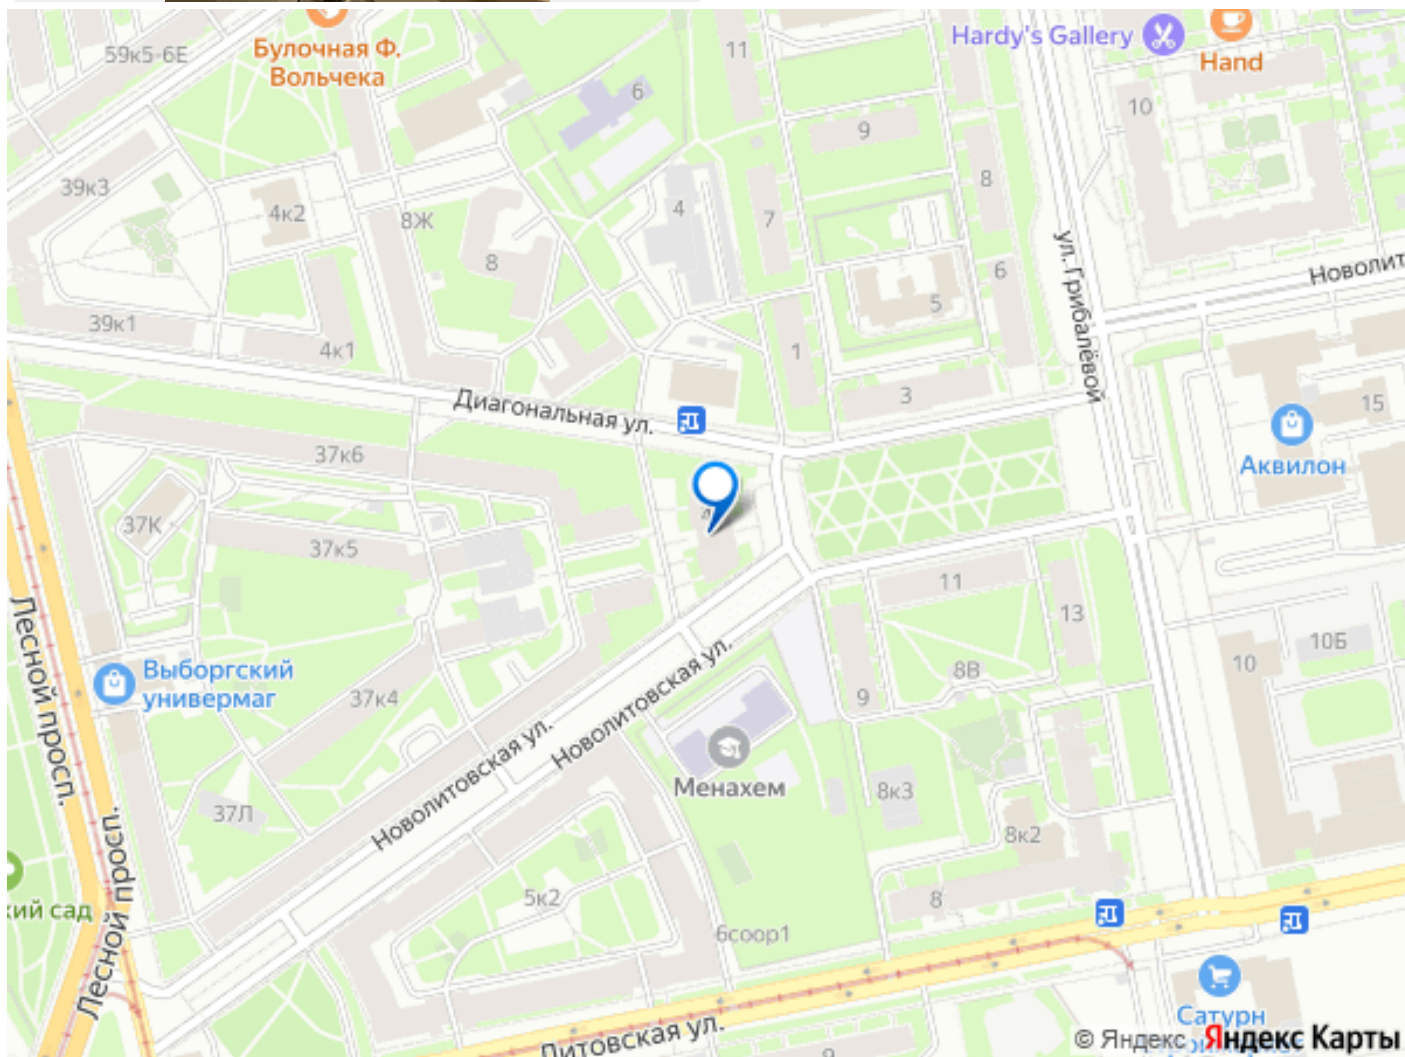 59к5-6Е
Булочная Ф.
Вольчека
11
Hardy's Gallery
Hand
6
10
9
39к3
4к2
8Ж
4
7
8
8
ул. Грибалёвой
6
Новолит
5
39к1
4к1
1
3
15
Диагональная ул.
Аквилон
37к6
37К
37к5
11
13
10Б
10
Лесной просп.
Выборгский
универмаг
37к4
8В
9
Новолитовская ул.
Новолитовская ул.
Менахем
8к3
37Л
8к2
Лесной просп.
кий сад
5к2
8
6соор1
Сатурн
Литовская ул.
© Яндекс Яндекс Карты